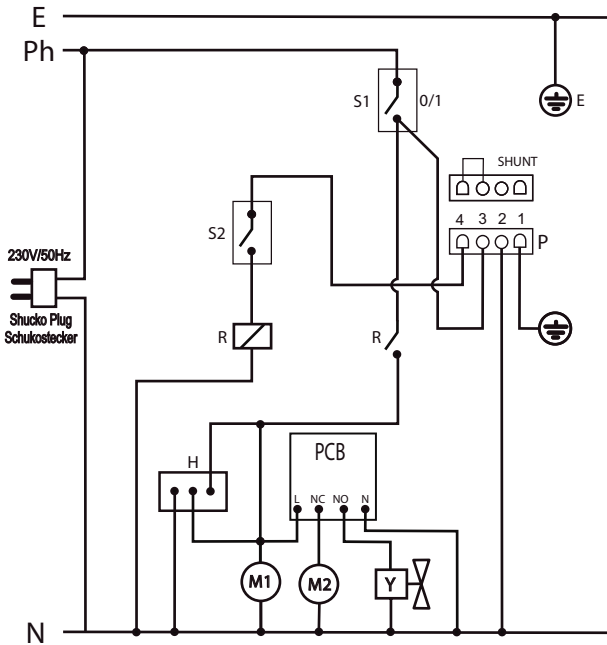 E
Ph
S1
0/1
E
SHUNT
4 3 2 1
P
S2
230V/50Hz
Shucko Plug
Schukostecker
R
R
H
PCB
L NC NO N
M1
M2
Y
N